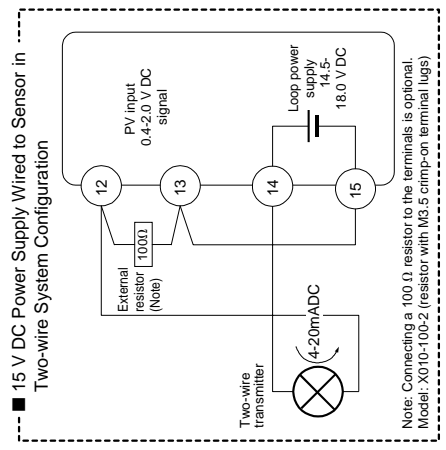 ■ 15 V DC Power Supply Wired to Sensor in
Two-wire System Configuration
PV input
0.4-2.0 V DC
signal
Loop power
supply
14.5-
18.0 V DC
12
13
14
15
External
resistor
(Note)
100Ω
4-20mADC
Two-wire
transmitter
Note: Connecting a 100 Ω resistor to the terminals is optional.
Model: X010-100-2 (resistor with M3.5 crimp-on terminal lugs)